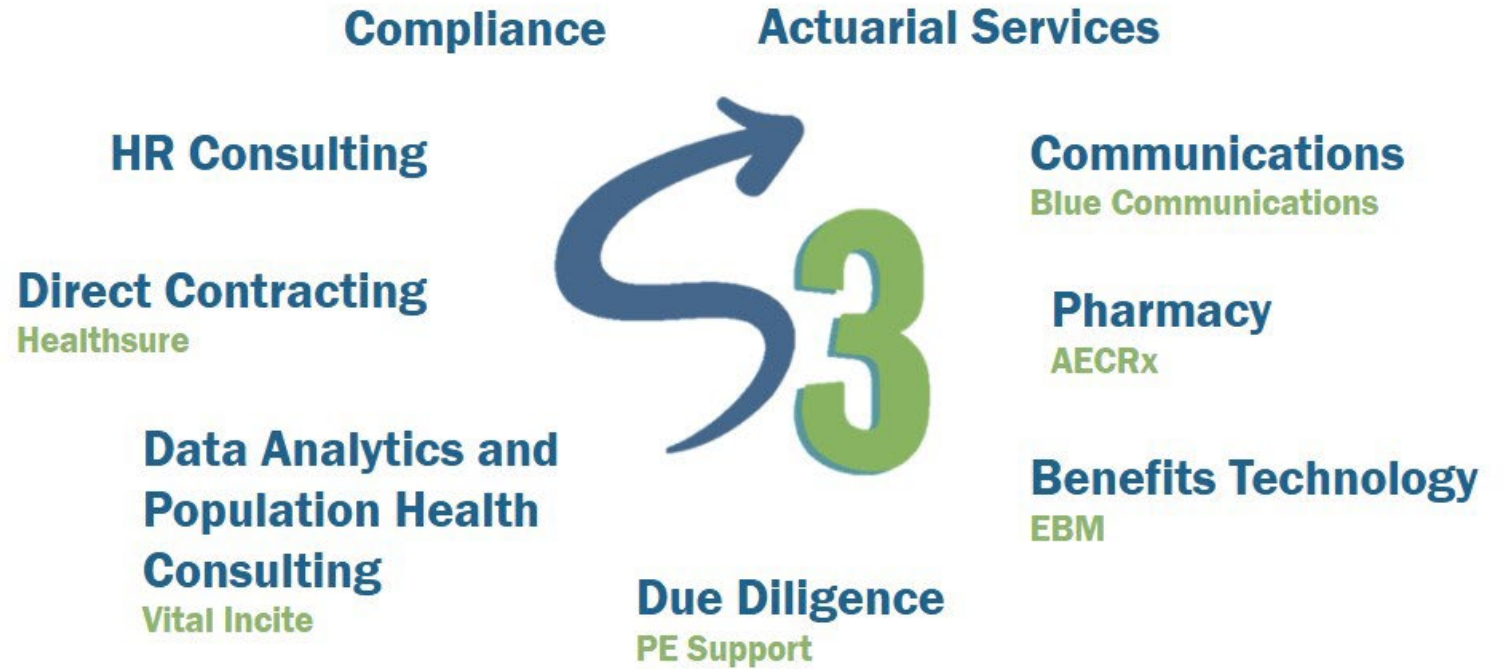 Compliance
Actuarial Services
HR Consulting
Communications
Blue Communications
Direct Contracting
Healthsure
S3
Pharmacy
AECRx
Data Analytics and
Population Health
Consulting
Vital Incite
Benefits Technology
EBM
Due Diligence
PE Support